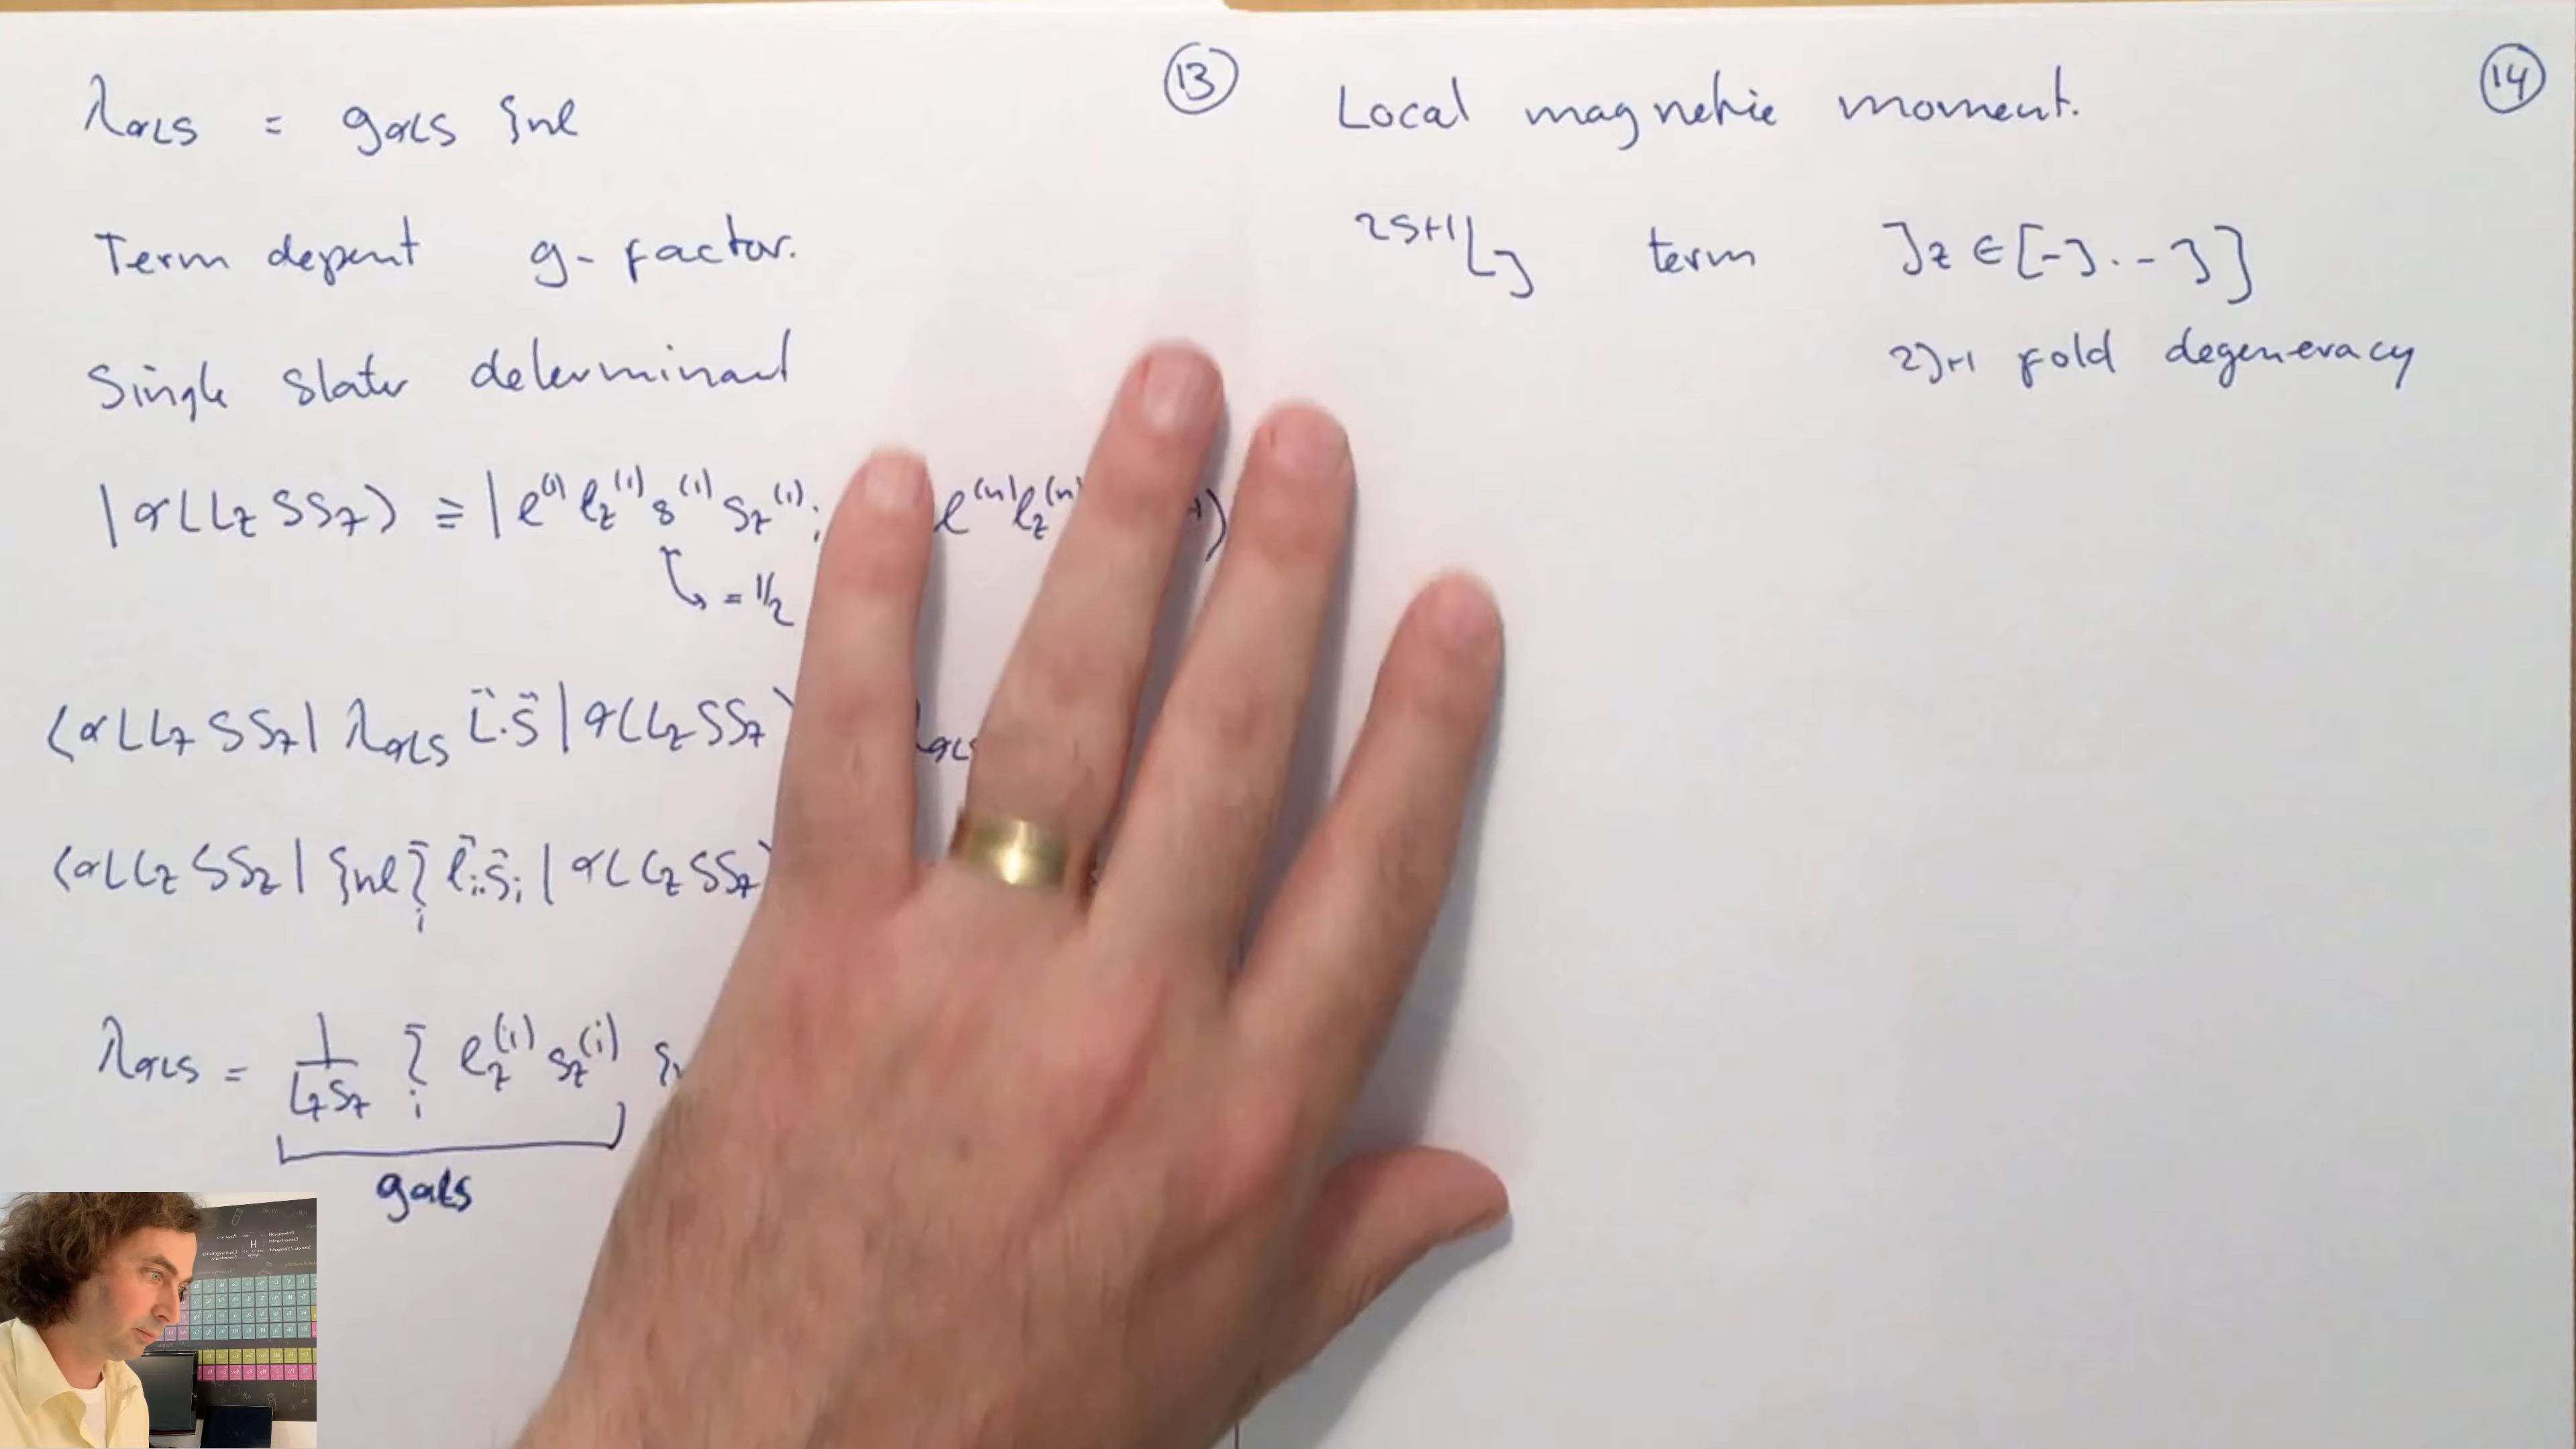 13
λαLS = gαLS ξnl
Term depent g-factor.
Single Slater determinant
|αLLzSSz⟩ ≡ |l⁽¹⁾ lz⁽¹⁾ s⁽¹⁾ sz⁽¹⁾; l⁽ⁿ⁾ lz⁽ⁿ⁾ ⟩
↳ = 1/2
⟨αLLzSSz| λαLS L⃗·S⃗ |αLLzSSz⟩ λαLS
⟨αLLzSSz| ξnl Σi l⃗i·s⃗i |αLLzSSz⟩
λαLS = 1/(LzSz) Σi lz⁽ⁱ⁾ sz⁽ⁱ⁾
gαLS
14
Local magnetic moment.
²ˢ⁺¹LJ term Jz ∈ [-J..J]
2J+1 fold degeneracy